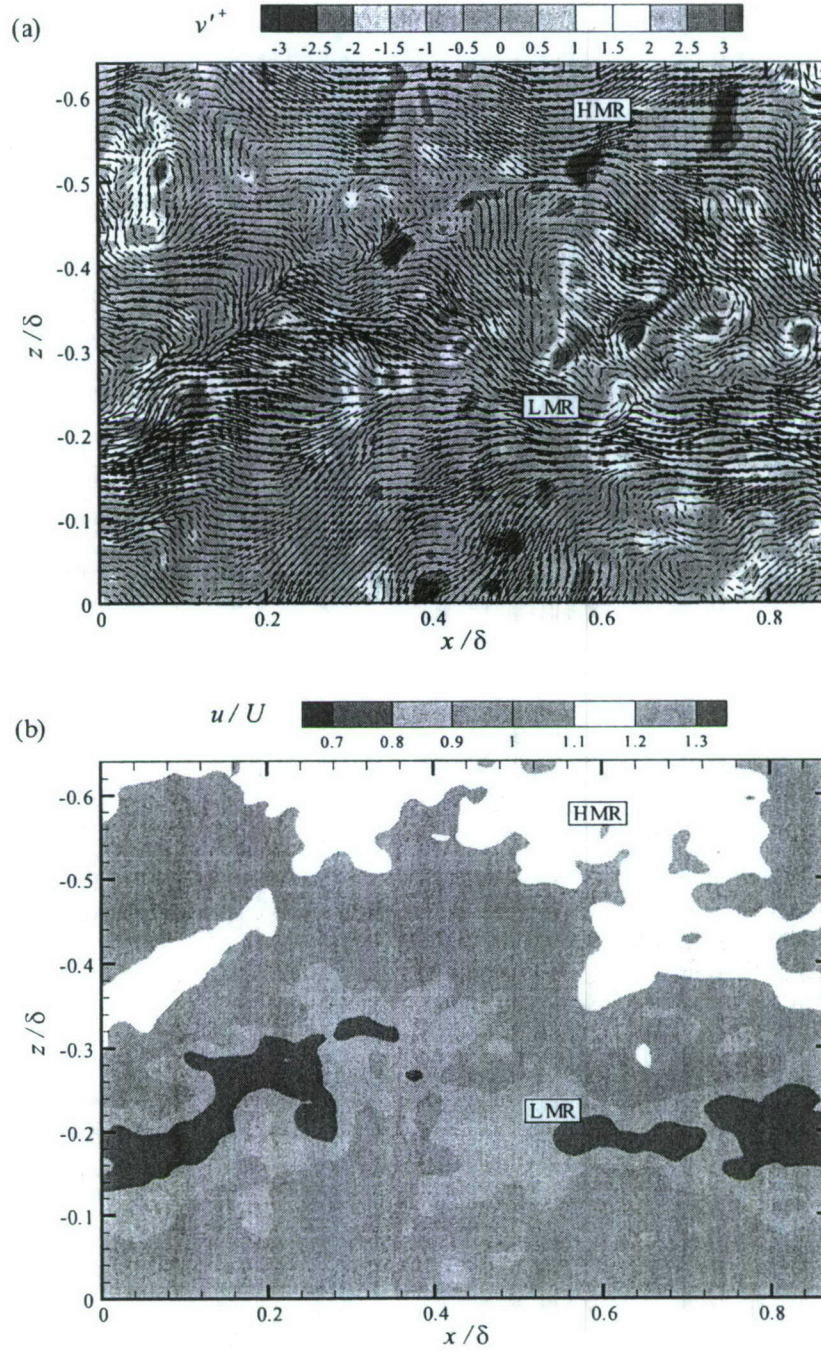 (a)
v'+
-3 -2.5 -2 -1.5 -1 -0.5 0 0.5 1 1.5 2 2.5 3
-0.6
HMR
-0.5
-0.4
z/δ
-0.3
LMR
-0.2
-0.1
0
0 0.2 0.4 0.6 0.8
x/δ
(b)
u/U
0.7 0.8 0.9 1 1.1 1.2 1.3
-0.6
HMR
-0.5
-0.4
z/δ
-0.3
LMR
-0.2
-0.1
0
0 0.2 0.4 0.6 0.8
x/δ